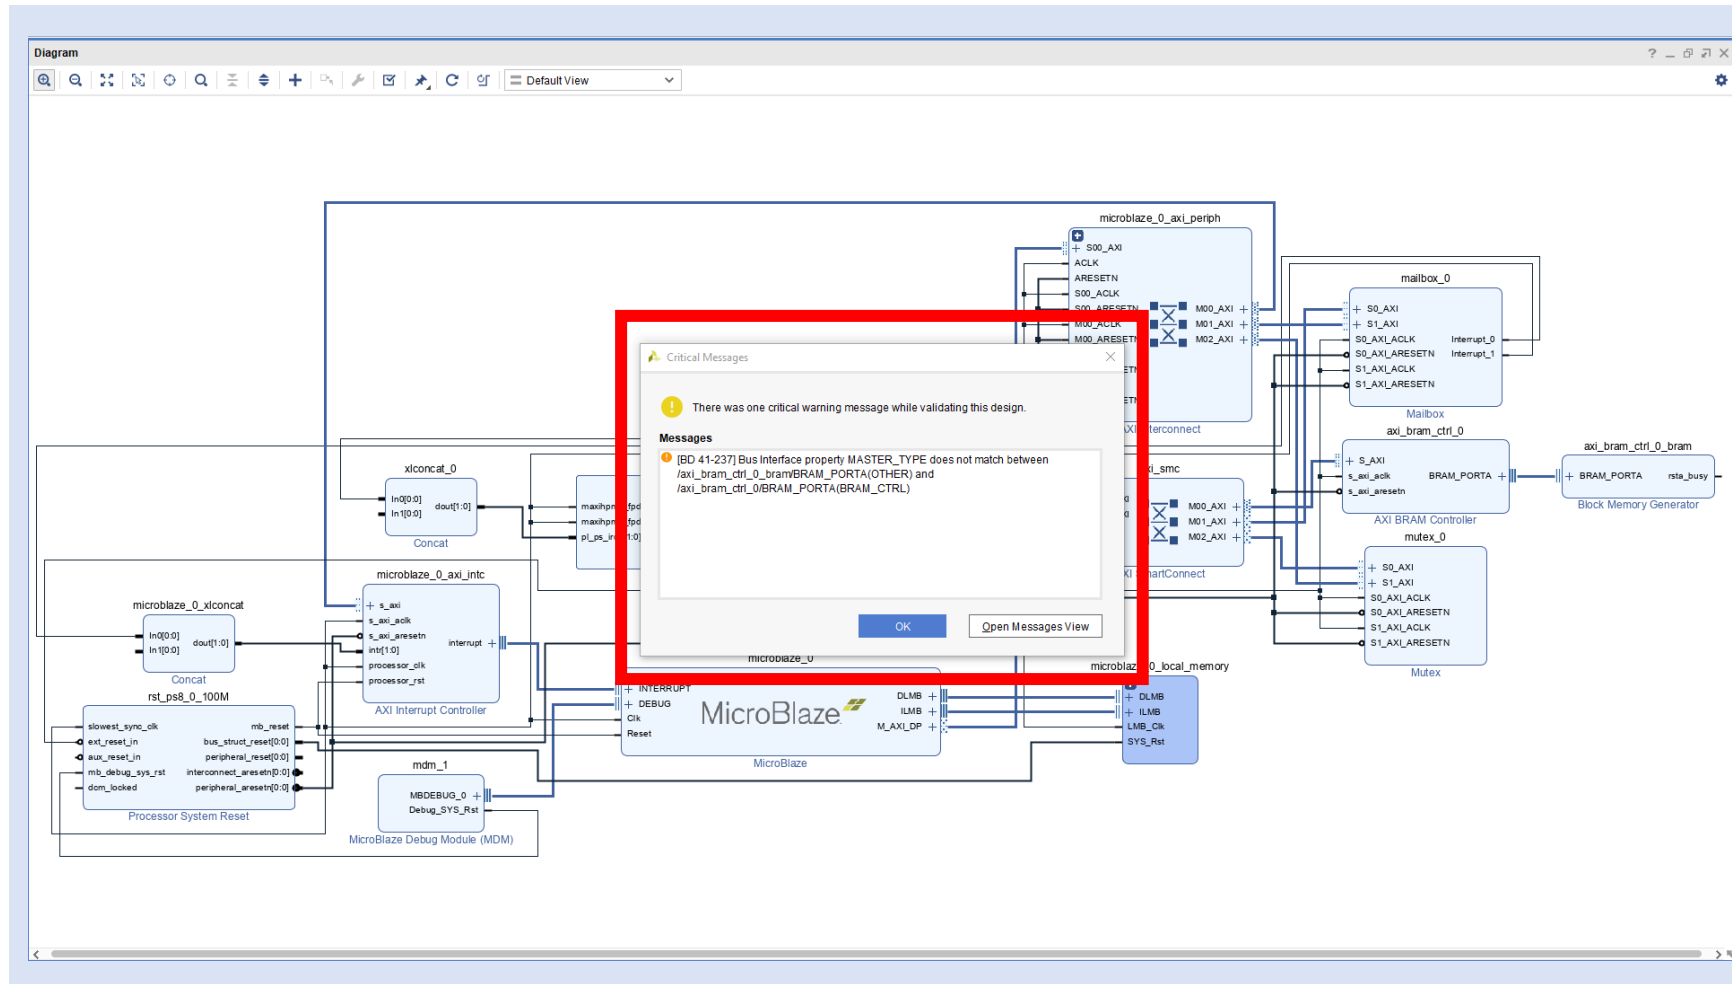 Diagram
Default View
microblaze_0_axi_periph
S00_AXI
ACLK
ARESETN
S00_ACLK
S00_ARESETN
M00_ACLK
M00_ARESETN
M00_AXI
M01_AXI
M02_AXI
mailbox_0
S0_AXI
S1_AXI
S0_AXI_ACLK
S0_AXI_ARESETN
S1_AXI_ACLK
S1_AXI_ARESETN
Interrupt_0
Interrupt_1
Mailbox
Critical Messages
There was one critical warning message while validating this design.
Messages
[BD 41-237] Bus Interface property MASTER_TYPE does not match between
/axi_bram_ctrl_0_bram/BRAM_PORTA(OTHER) and
/axi_bram_ctrl_0/BRAM_PORTA(BRAM_CTRL)
OK
Open Messages View
axi_bram_ctrl_0
S_AXI
s_axi_aclk
s_axi_aresetn
BRAM_PORTA
AXI BRAM Controller
axi_bram_ctrl_0_bram
BRAM_PORTA
rsta_busy
Block Memory Generator
M00_AXI
M01_AXI
M02_AXI
mutex_0
S0_AXI
S1_AXI
S0_AXI_ACLK
S0_AXI_ARESETN
S1_AXI_ACLK
S1_AXI_ARESETN
Mutex
xlconcat_0
In0[0:0]
In1[0:0]
dout[1:0]
Concat
microblaze_0_axi_intc
s_axi
s_axi_aclk
s_axi_aresetn
intr[1:0]
processor_clk
processor_rst
interrupt
AXI Interrupt Controller
microblaze_0_xlconcat
In0[0:0]
In1[0:0]
dout[1:0]
Concat
rst_ps8_0_100M
slowest_sync_clk
ext_reset_in
aux_reset_in
mb_debug_sys_rst
dcm_locked
mb_reset
bus_struct_reset[0:0]
peripheral_reset[0:0]
interconnect_aresetn[0:0]
peripheral_aresetn[0:0]
Processor System Reset
mdm_1
MBDEBUG_0
Debug_SYS_Rst
MicroBlaze Debug Module (MDM)
microblaze_0
INTERRUPT
DEBUG
Clk
Reset
MicroBlaze
DLMB
ILMB
M_AXI_DP
MicroBlaze
DLMB
ILMB
LMB_Clk
SYS_Rst